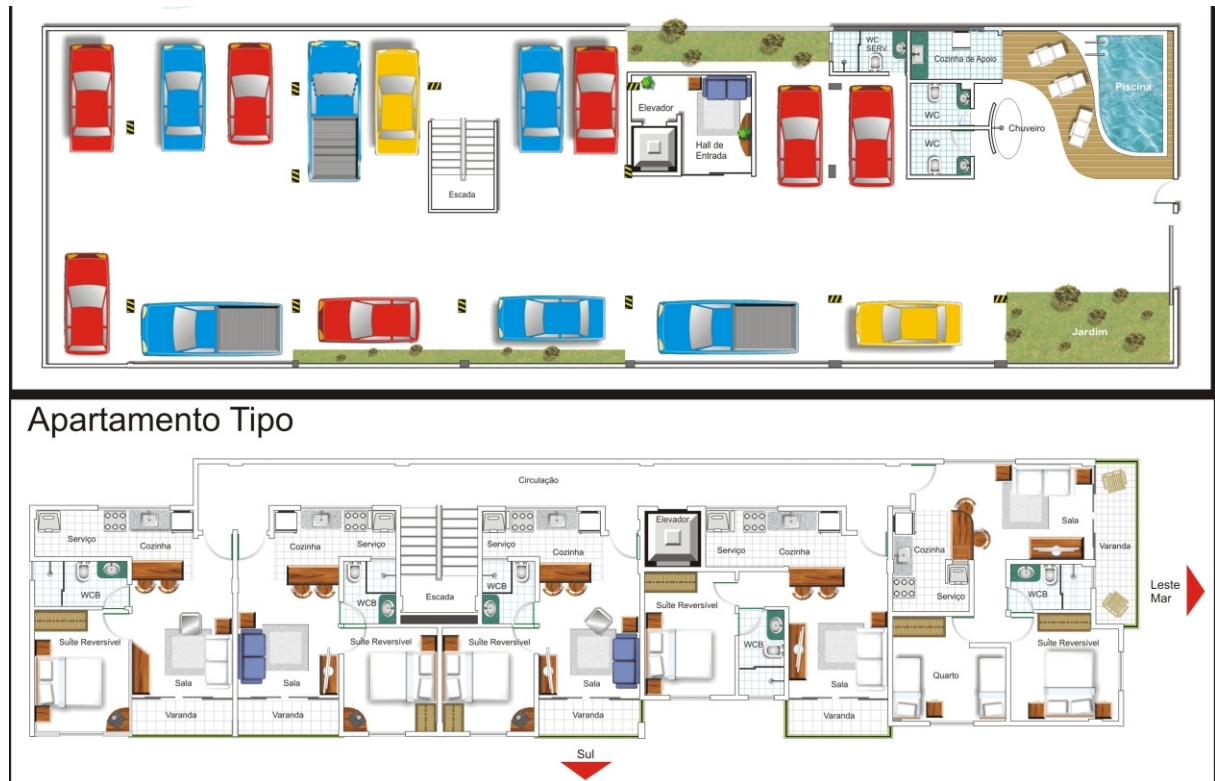 WC
SERV.
Cozinha de Apoio
Piscina
Elevador
WC
Chuveiro
Hall de
Entrada
WC
Escada
Jardim
Apartamento Tipo
Circulação
Elevador
Sala
Serviço
Cozinha
Cozinha
Serviço
Serviço
Cozinha
Serviço
Cozinha
Cozinha
Varanda
WCB
WCB
Escada
WCB
Serviço
WCB
Leste
Mar
Suíte Reversível
Suíte Reversível
Suíte Reversível
Suíte Reversível
WCB
Suíte Reversível
Sala
Sala
Sala
Sala
Quarto
Varanda
Varanda
Varanda
Varanda
Sul